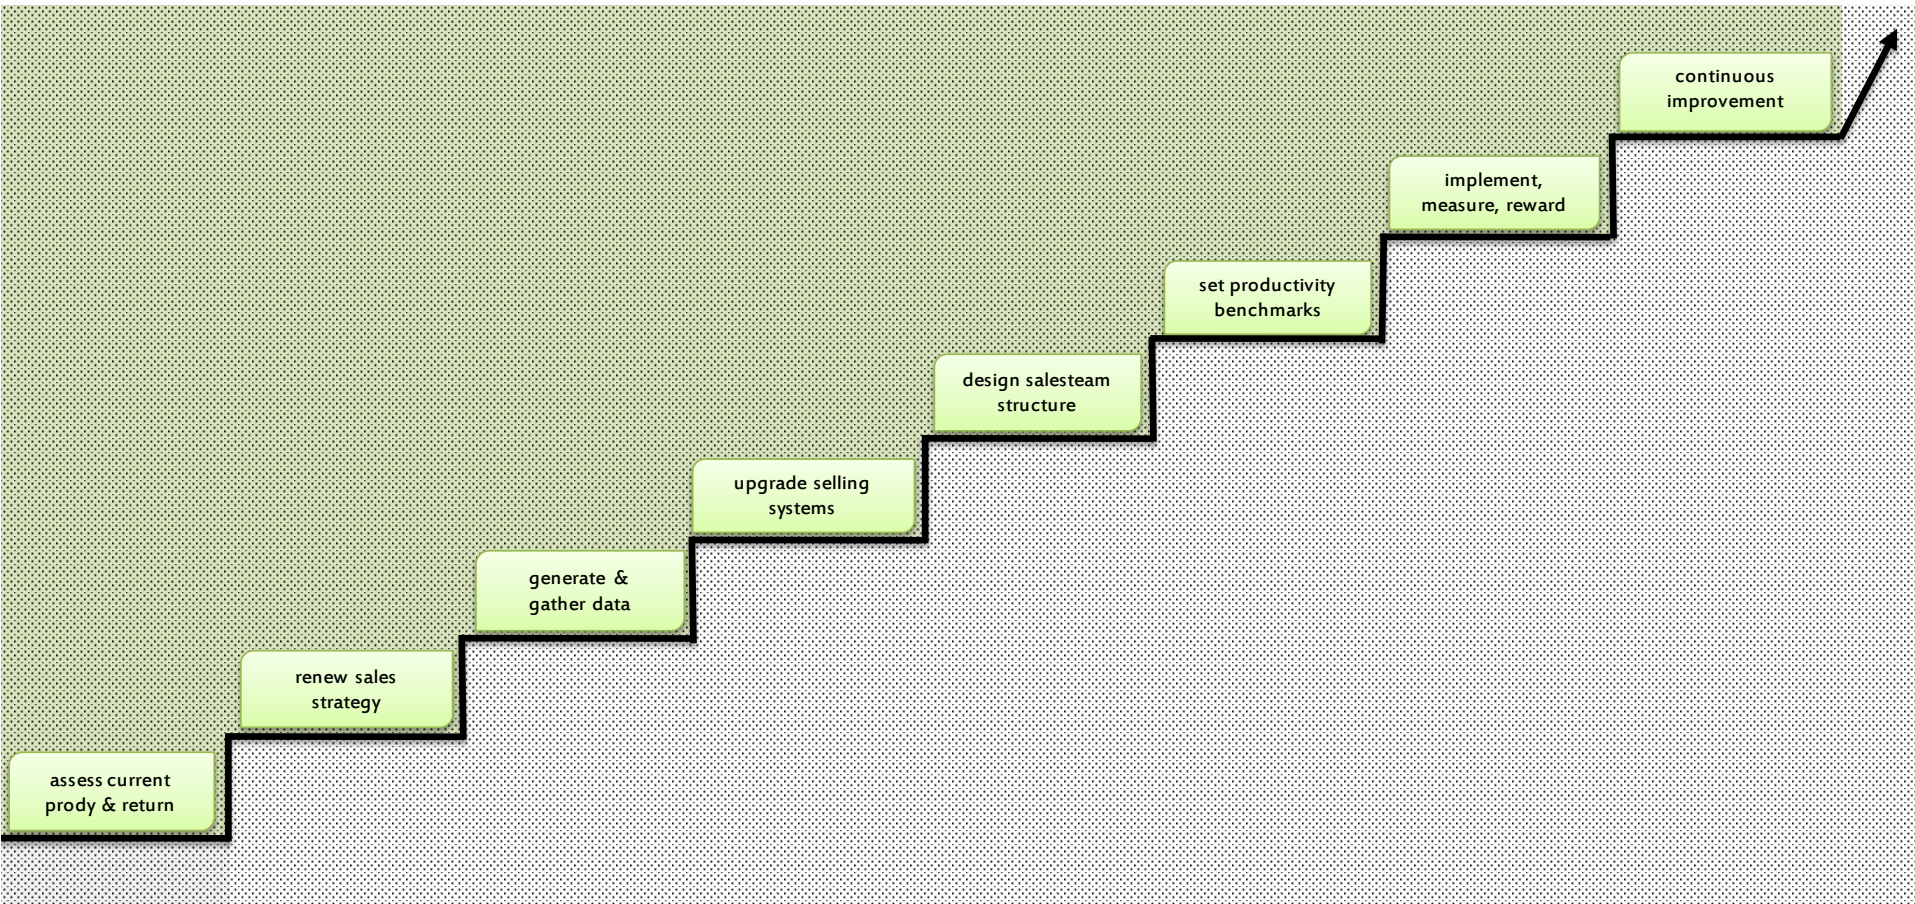 continuous
improvement
implement,
measure, reward
set productivity
benchmarks
design salesteam
structure
upgrade selling
systems
generate &
gather data
renew sales
strategy
assess current
prody & return